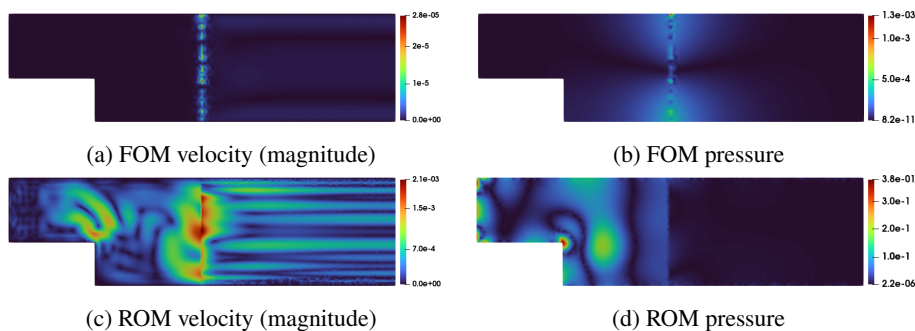 2.8e-05
2e-5
1e-5
0.0e+00
1.3e-03
1.0e-3
5.0e-4
8.2e-11
(a) FOM velocity (magnitude)
(b) FOM pressure
2.1e-03
1.5e-3
7.0e-4
0.0e+00
3.8e-01
3.0e-1
2.0e-1
1.0e-1
2.2e-06
(c) ROM velocity (magnitude)
(d) ROM pressure